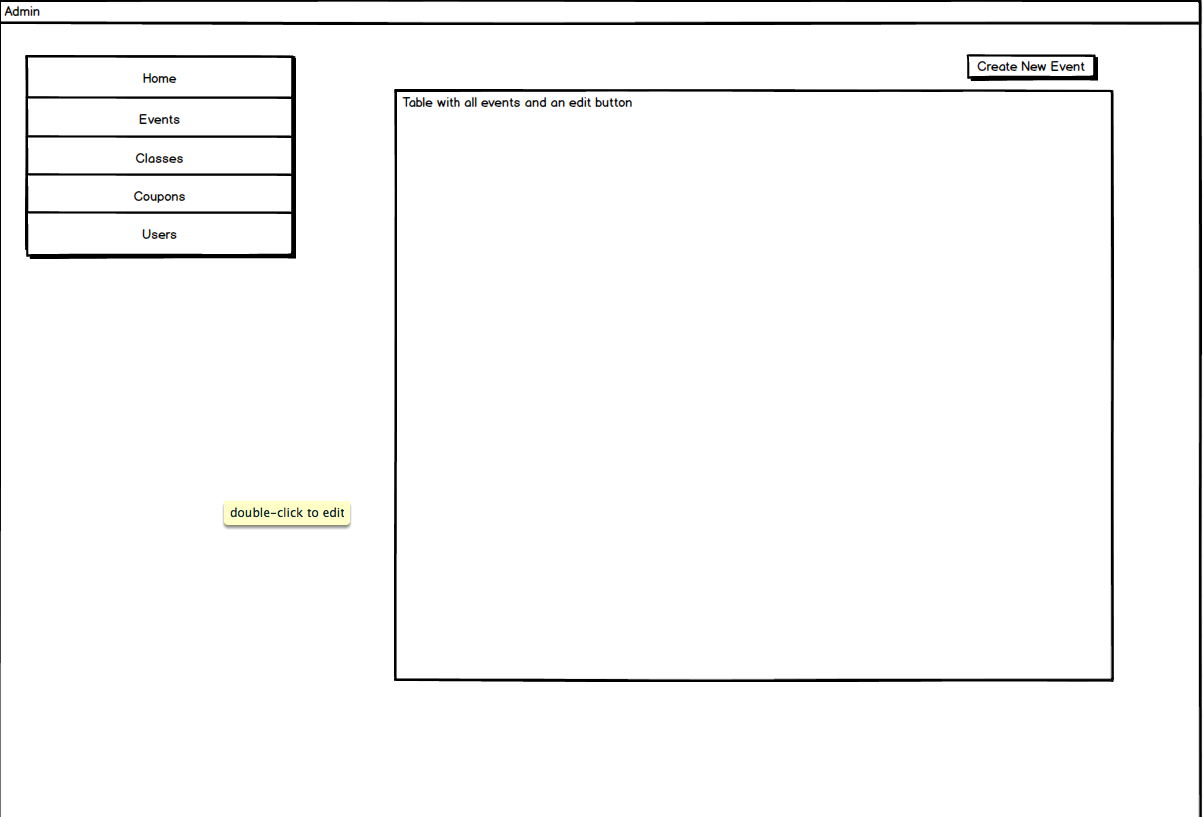 Admin
Home
Events
Classes
Coupons
Users
Create New Event
Table with all events and an edit button
double-click to edit